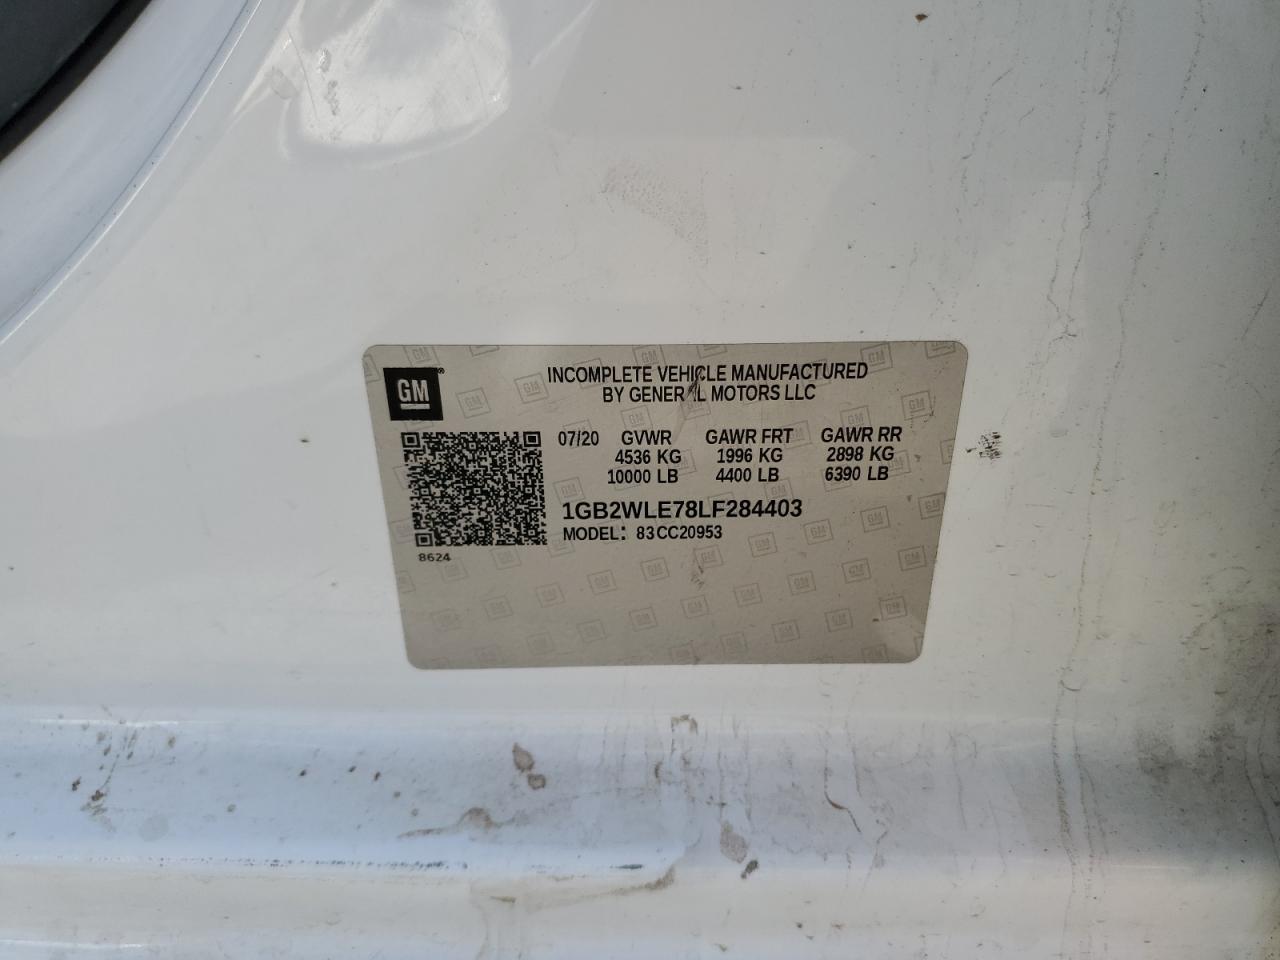 GM
INCOMPLETE VEHICLE MANUFACTURED
BY GENERAL MOTORS LLC
07/20 GVWR GAWR FRT GAWR RR
4536 KG 1996 KG 2898 KG
10000 LB 4400 LB 6390 LB
1GB2WLE78LF284403
MODEL: 83CC20953
8624